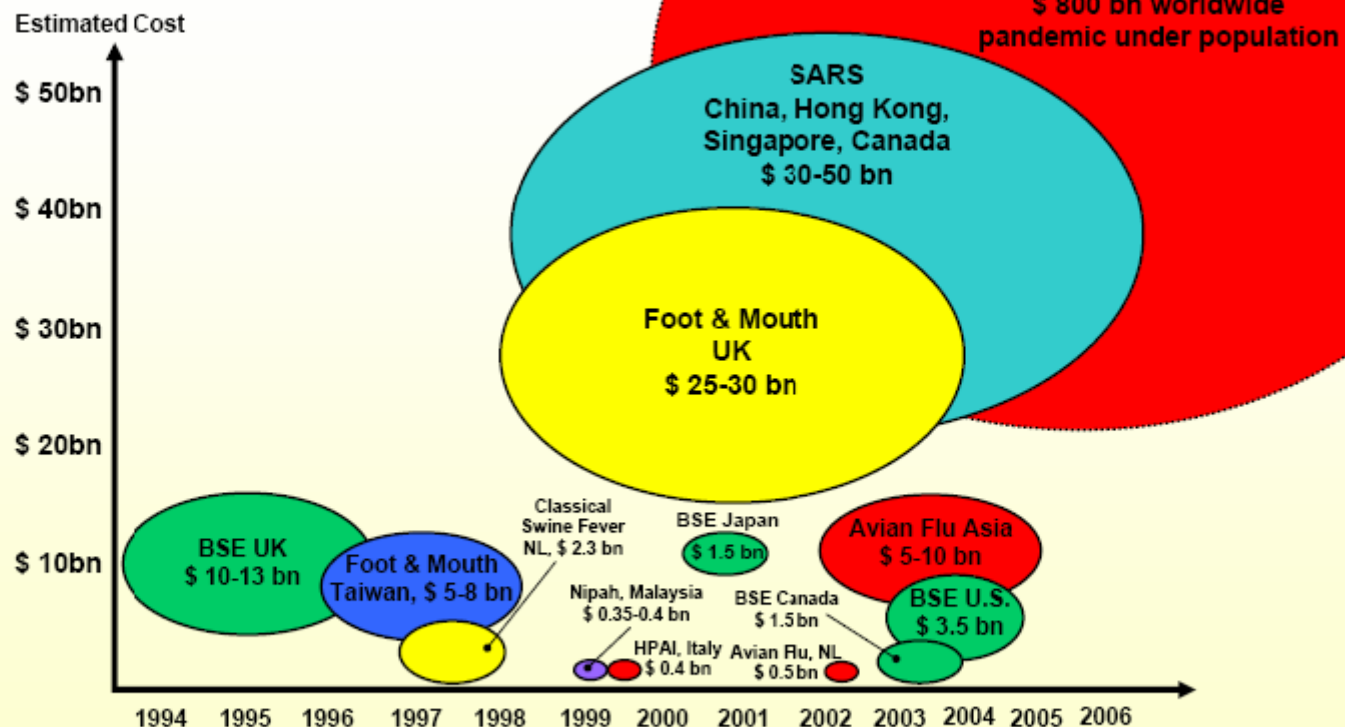 Estimated Cost
$ 800 bn worldwide
pandemic under population
$ 50bn
$ 40bn
$ 30bn
$ 20bn
$ 10bn
SARS
China, Hong Kong,
Singapore, Canada
$ 30-50 bn
Foot & Mouth
UK
$ 25-30 bn
BSE UK
$ 10-13 bn
Foot & Mouth
Taiwan, $ 5-8 bn
Classical
Swine Fever
NL, $ 2.3 bn
BSE Japan
$ 1.5 bn
Avian Flu Asia
$ 5-10 bn
Nipah, Malaysia
$ 0.35-0.4 bn
BSE Canada
$ 1.5bn
BSE U.S.
$ 3.5 bn
HPAI, Italy
$ 0.4 bn
Avian Flu, NL
$ 0.5bn
1994 1995 1996 1997 1998 1999 2000 2001 2002 2003 2004 2005 2006